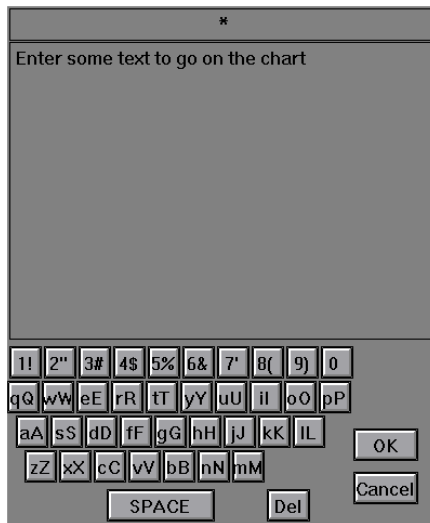 *
Enter some text to go on the chart
1! 2" 3# 4$ 5% 6& 7' 8( 9) 0
qQ wW eE rR tT yY uU iI oO pP
aA sS dD fF gG hH jJ kK lL
OK
zZ xX cC vV bB nN mM
Cancel
SPACE Del